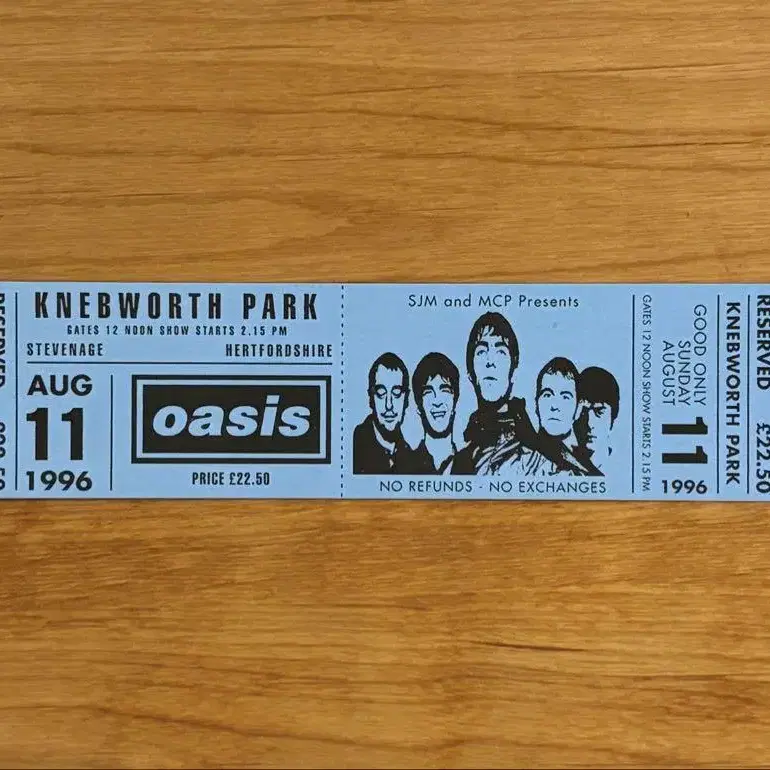 RESERVED
£22.50
KNEBWORTH PARK
GATES 12 NOON SHOW STARTS 2.15 PM
STEVENAGE HERTFORDSHIRE
AUG
11
1996
oasis
PRICE £22.50
SJM and MCP Presents
NO REFUNDS - NO EXCHANGES
GATES 12 NOON SHOW STARTS 2.15 PM
GOOD ONLY
SUNDAY
AUGUST
11
1996
KNEBWORTH PARK
RESERVED £22.50